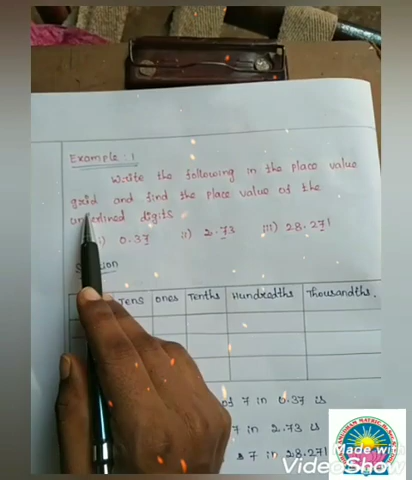 Example : 1
Write the following in the place value
grid and find the place value of the
underlined digits
i) 0.37 ii) 2.73 iii) 28.271
Solution
Tens ones Tenths Hundredths Thousandths.
of 7 in 0.37 is
7 in 2.73 is
7 in 28.271
Made with
VideoShow